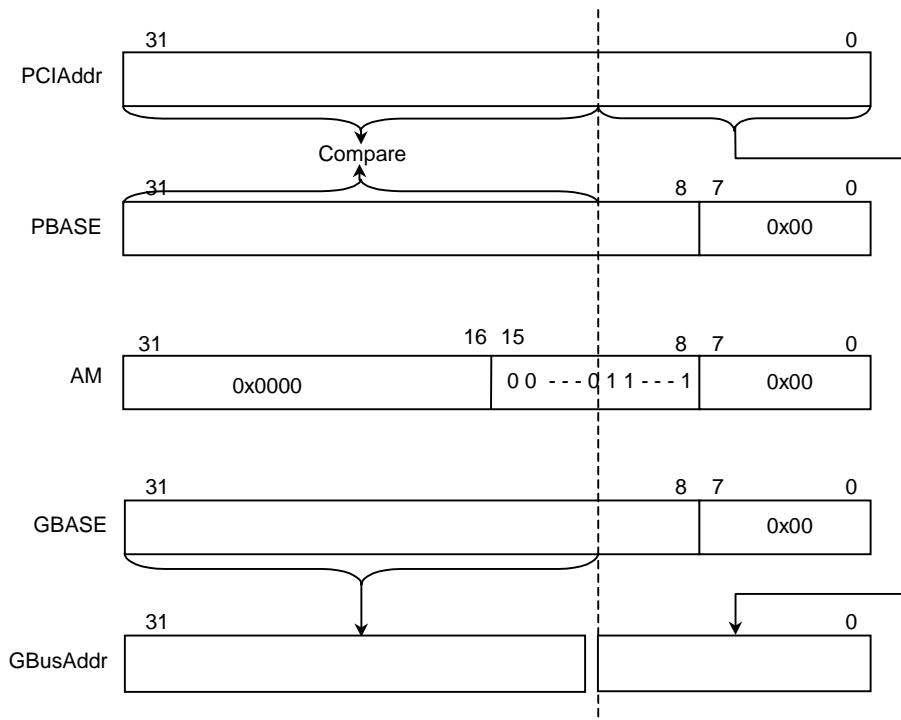 31 0
PCIAddr
Compare
31 8 7 0
PBASE 0x00
31 16 15 8 7 0
AM 0x0000 0 0 - - - 0 1 1 - - - 1 0x00
31 8 7 0
GBASE 0x00
31 0
GBusAddr